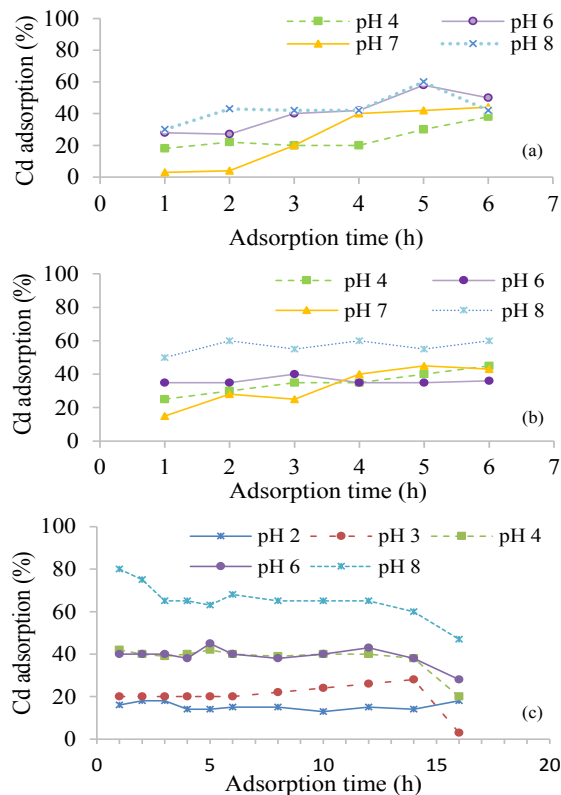 pH 4 pH 6
pH 7 pH 8
Cd adsorption (%)
100
80
60
40
20
0
(a)
0 1 2 3 4 5 6 7
Adsorption time (h)
pH 4 pH 6
pH 7 pH 8
Cd adsorption (%)
100
80
60
40
20
0
(b)
0 1 2 3 4 5 6 7
Adsorption time (h)
pH 2 pH 3 pH 4
pH 6 pH 8
Cd adsorption (%)
100
80
60
40
20
0
(c)
0 5 10 15 20
Adsorption time (h)